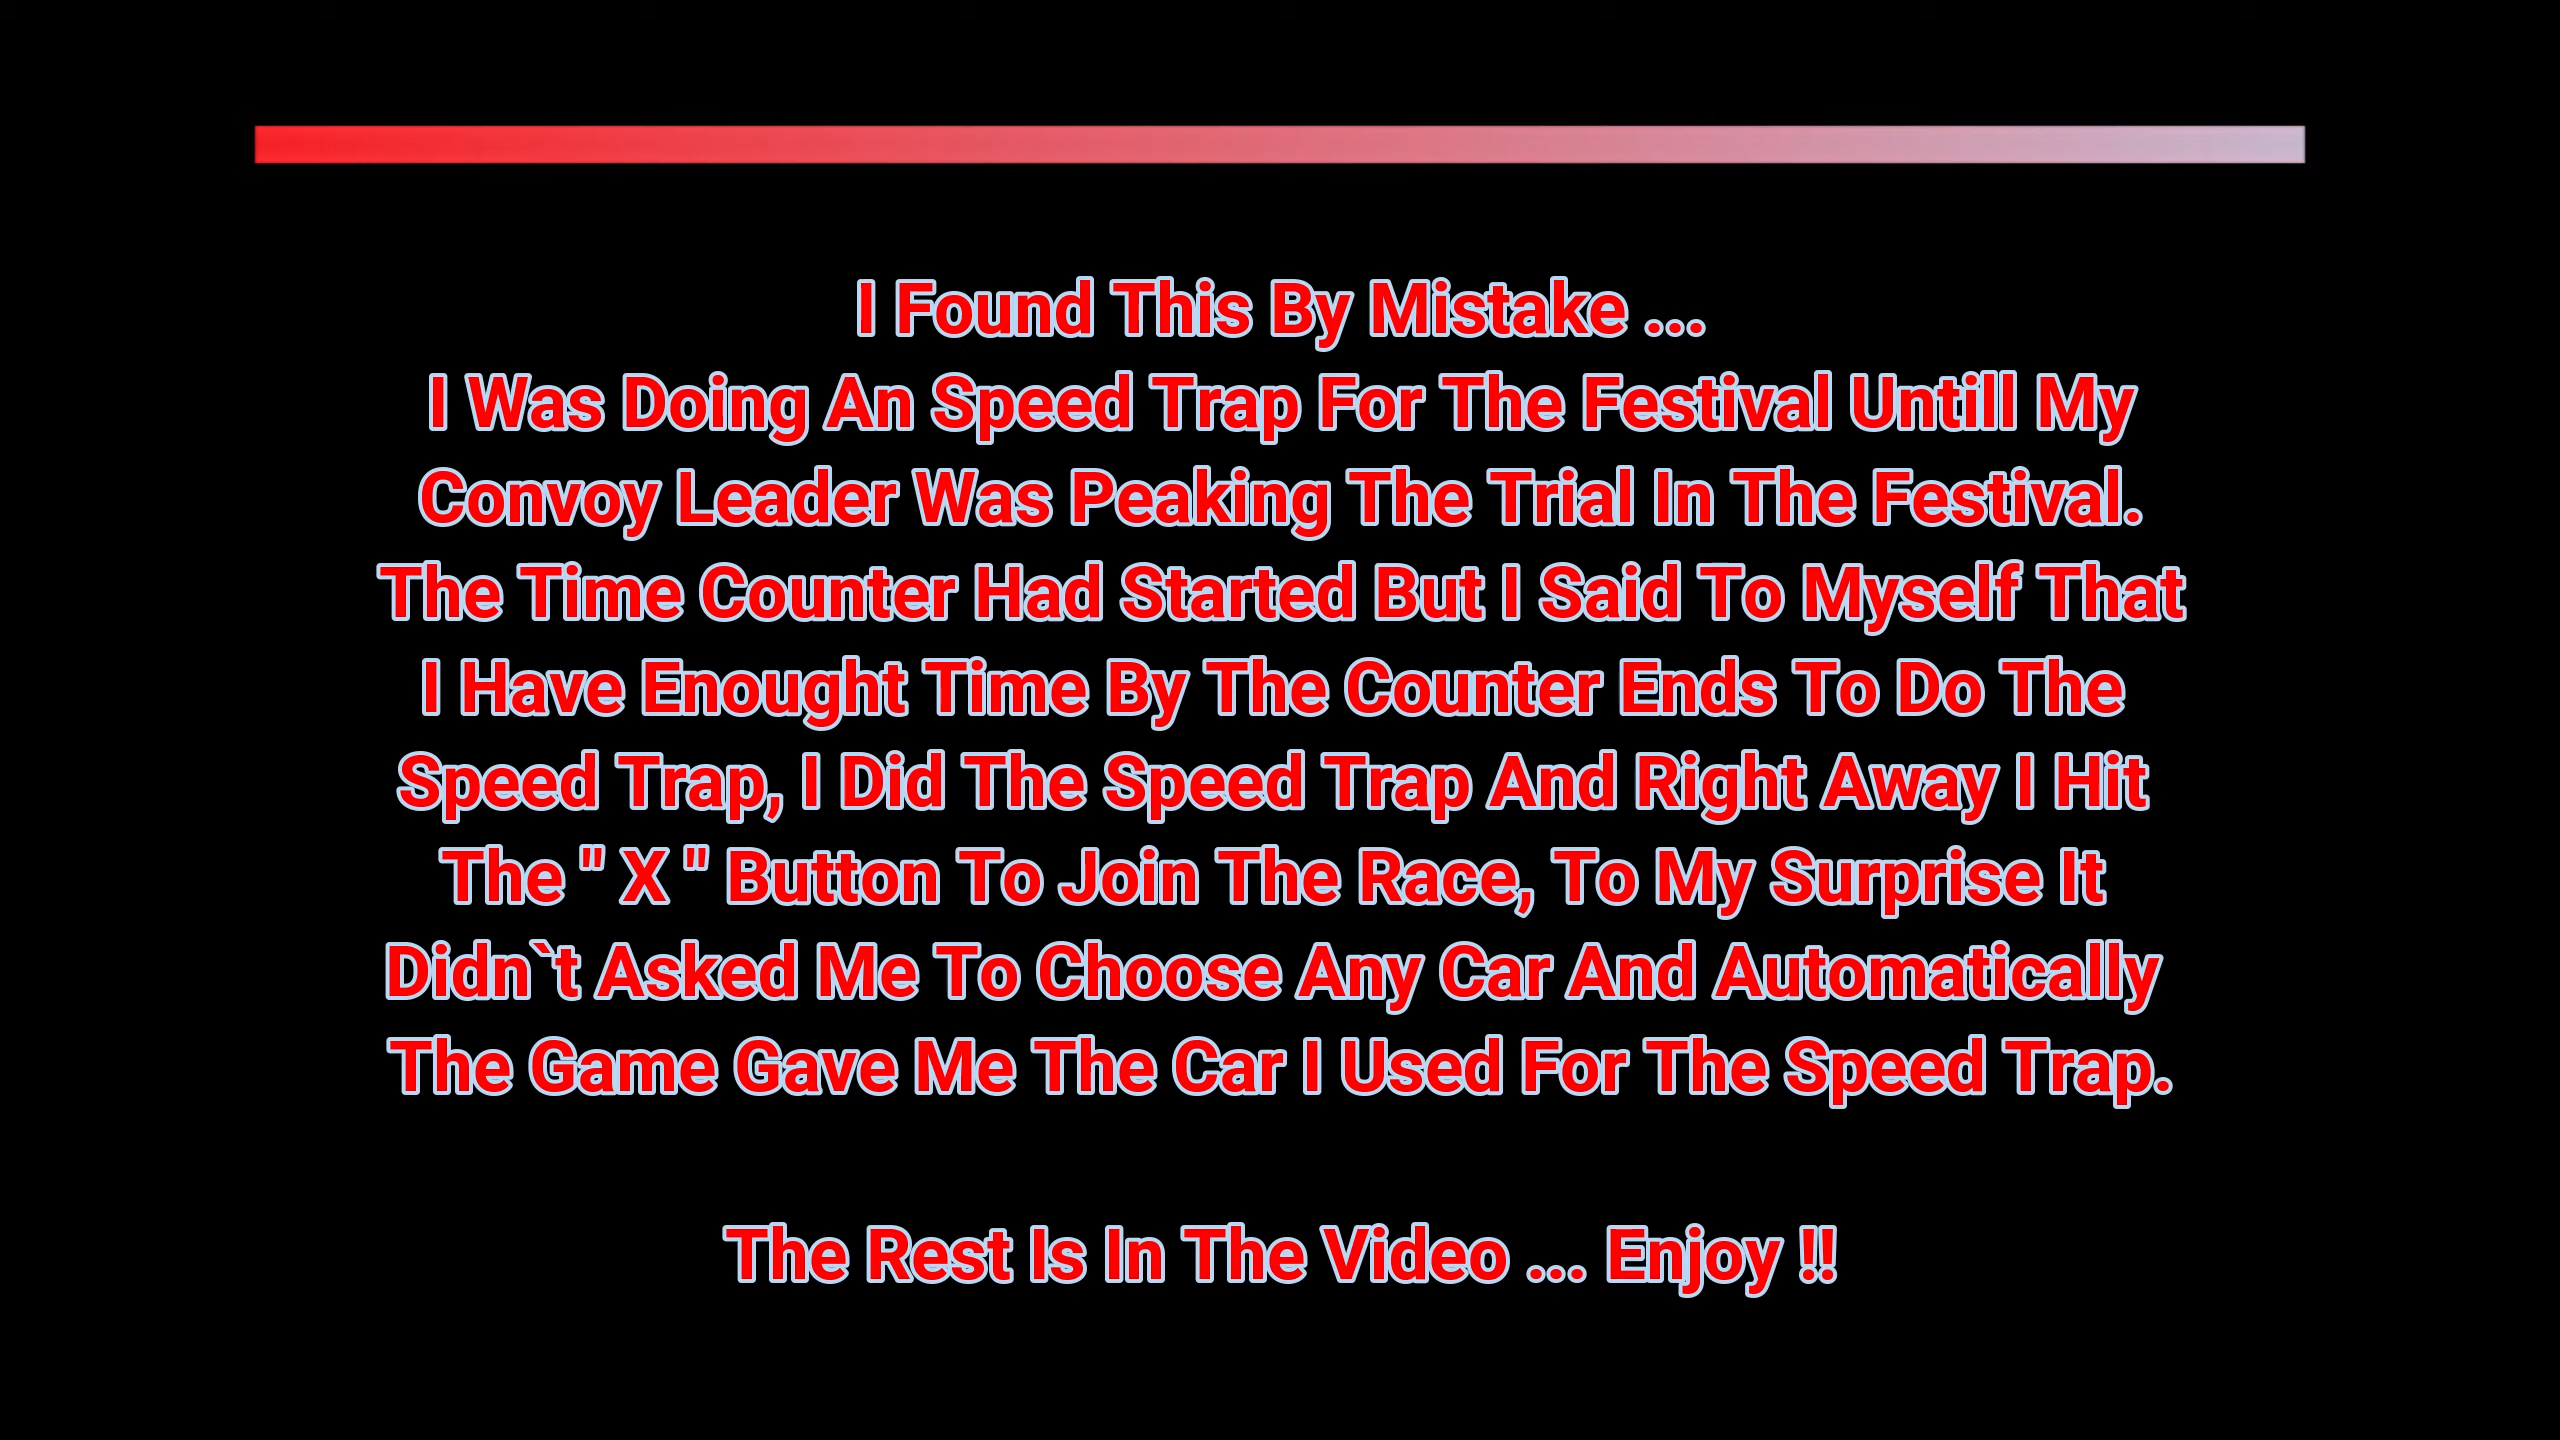 I Found This By Mistake ...
I Was Doing An Speed Trap For The Festival Untill My
Convoy Leader Was Peaking The Trial In The Festival.
The Time Counter Had Started But I Said To Myself That
I Have Enought Time By The Counter Ends To Do The
Speed Trap, I Did The Speed Trap And Right Away I Hit
The " X " Button To Join The Race, To My Surprise It
Didn`t Asked Me To Choose Any Car And Automatically
The Game Gave Me The Car I Used For The Speed Trap.
The Rest Is In The Video ... Enjoy !!